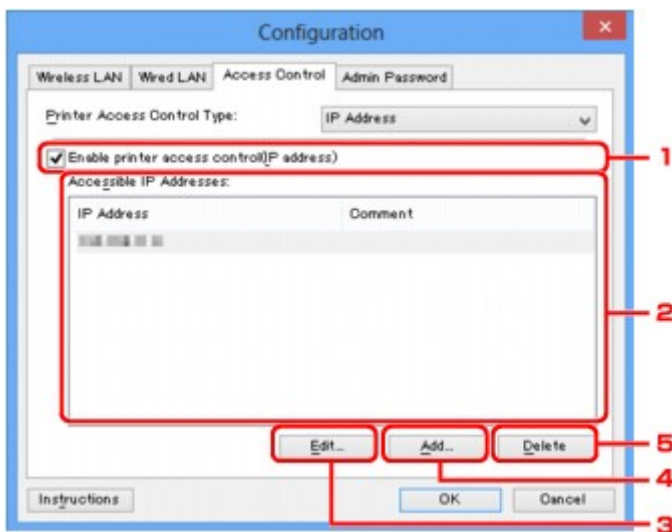 Configuration
Wireless LAN Wired LAN Access Control Admin Password
Printer Access Control Type: IP Address
Enable printer access control(IP address) 1
Accessible IP Addresses:
IP Address Comment
2
Edit... Add... Delete 5
4
Instructions OK Cancel
3